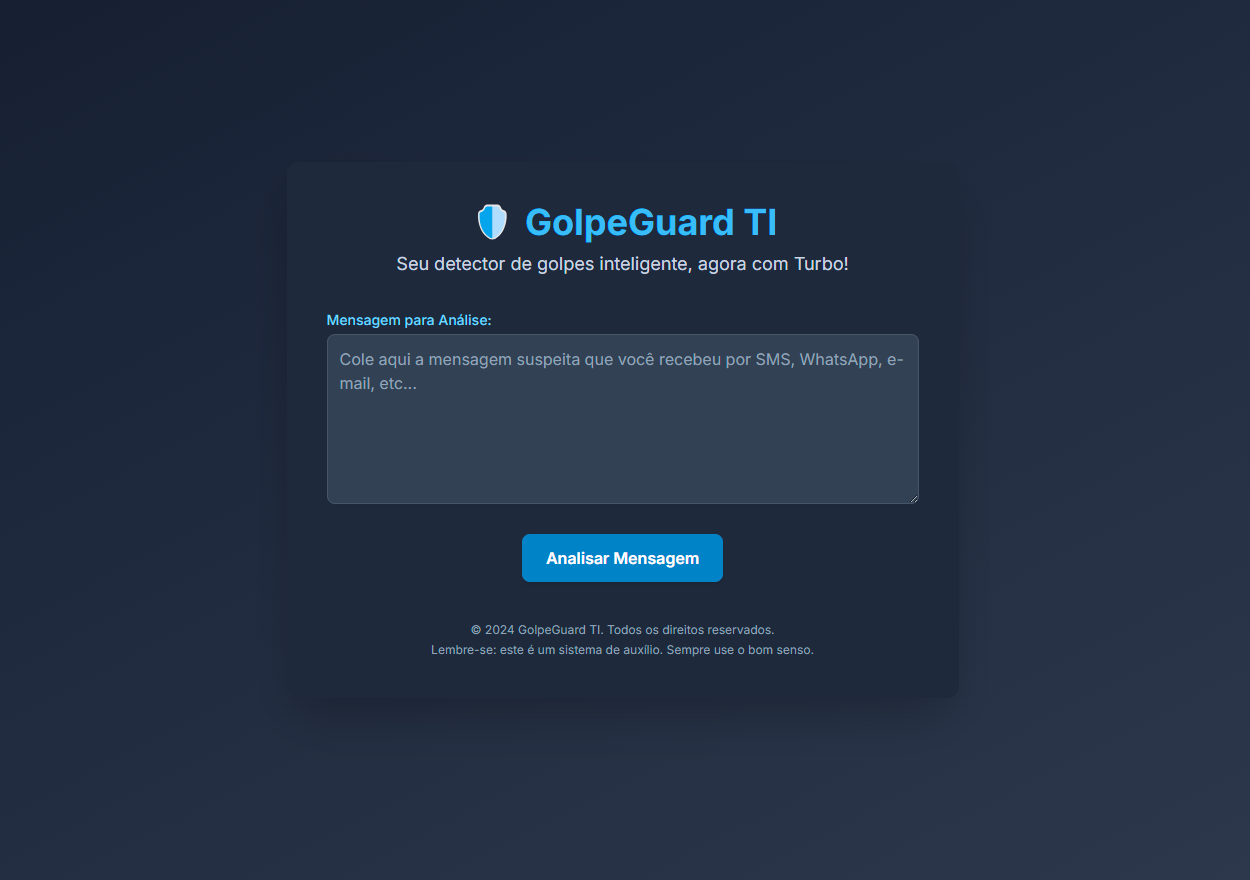 GolpeGuard TI
Seu detector de golpes inteligente, agora com Turbo!
Mensagem para Análise:
Cole aqui a mensagem suspeita que você recebeu por SMS, WhatsApp, e-
mail, etc...
Analisar Mensagem
© 2024 GolpeGuard TI. Todos os direitos reservados.
Lembre-se: este é um sistema de auxílio. Sempre use o bom senso.